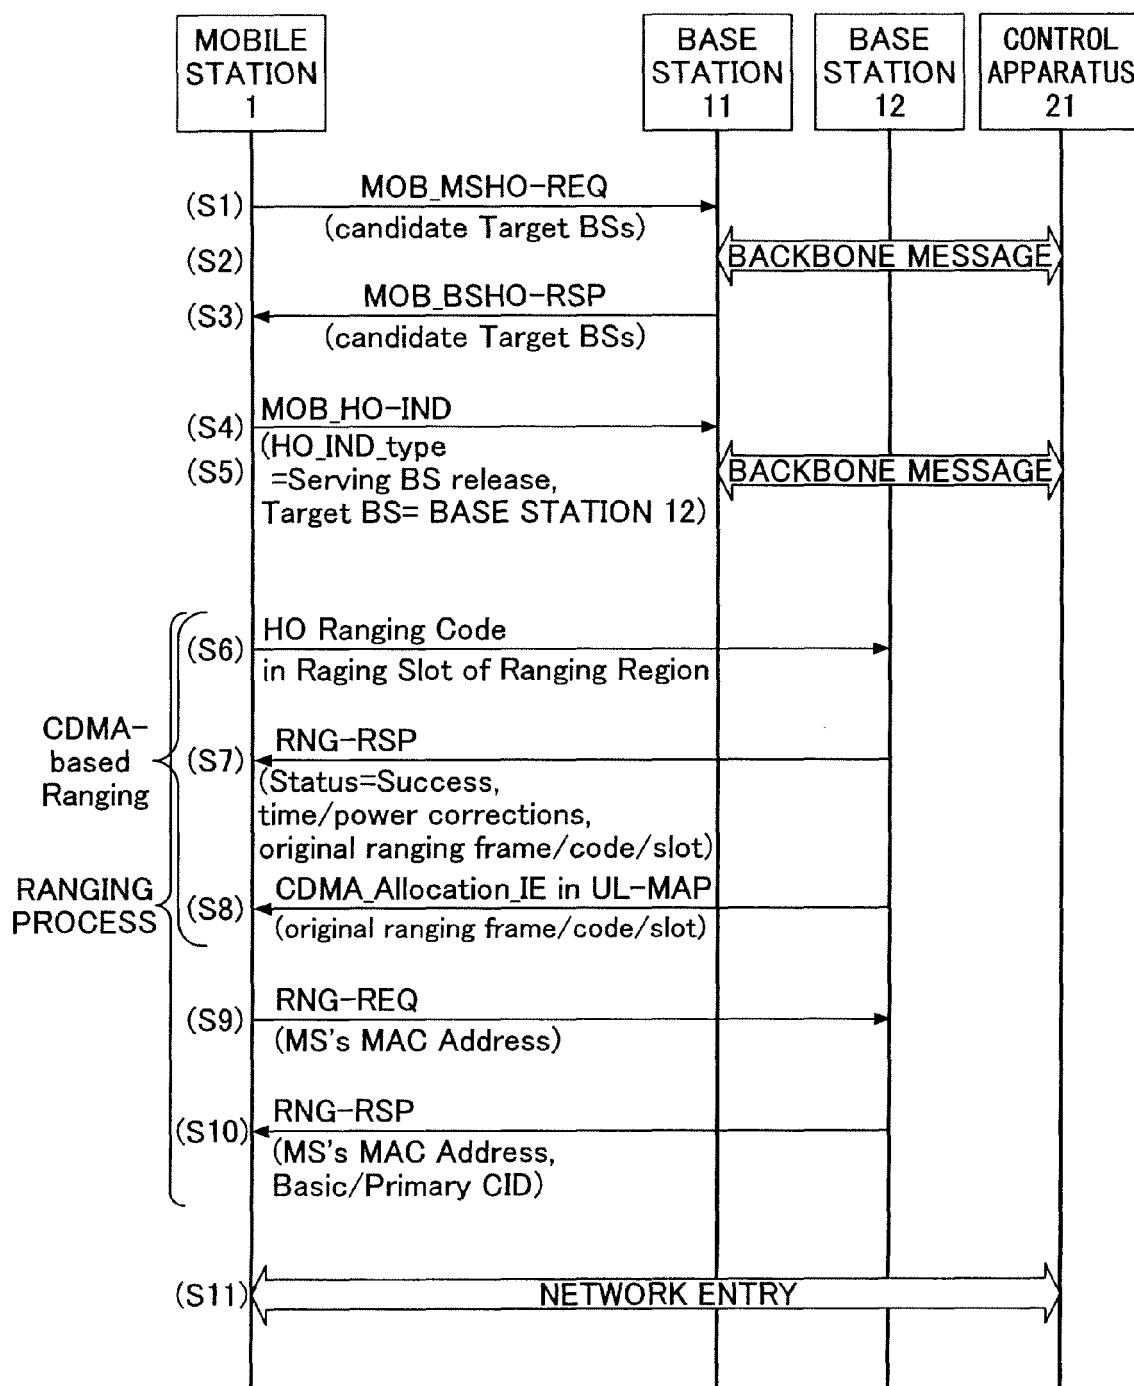 MOBILE
STATION
1
BASE
STATION
11
BASE
STATION
12
CONTROL
APPARATUS
21
(S1)
MOB_MSHO-REQ
(candidate Target BSs)
(S2)
BACKBONE MESSAGE
(S3)
MOB_BSHO-RSP
(candidate Target BSs)
(S4)
MOB_HO-IND
(HO_IND_type
=Serving BS release,
Target BS= BASE STATION 12)
(S5)
BACKBONE MESSAGE
CDMA-
based
Ranging
RANGING
PROCESS
(S6)
HO Ranging Code
in Raging Slot of Ranging Region
(S7)
RNG-RSP
(Status=Success,
time/power corrections,
original ranging frame/code/slot)
(S8)
CDMA_Allocation_IE in UL-MAP
(original ranging frame/code/slot)
(S9)
RNG-REQ
(MS's MAC Address)
(S10)
RNG-RSP
(MS's MAC Address,
Basic/Primary CID)
(S11)
NETWORK ENTRY